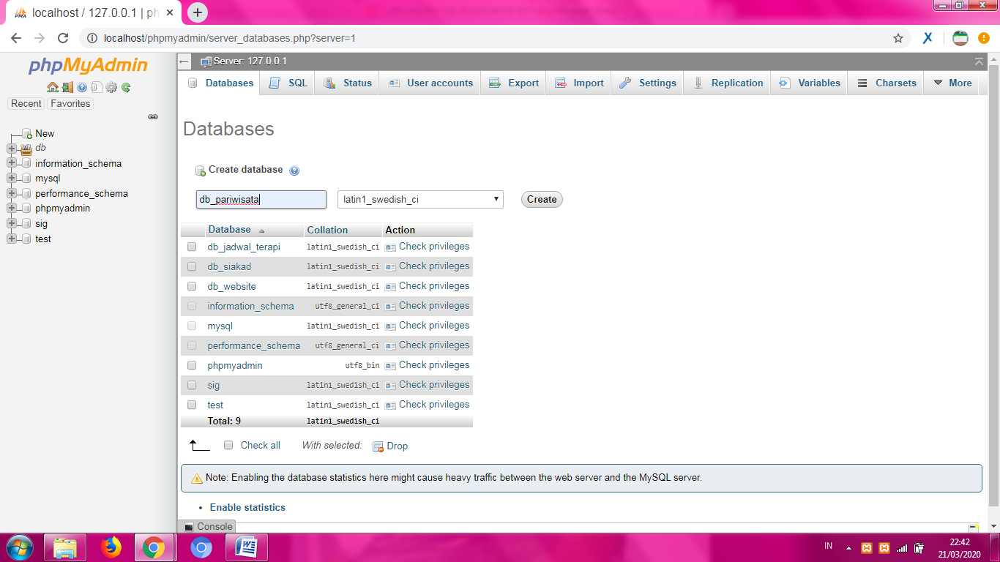 localhost / 127.0.0.1 | ph
localhost/phpmyadmin/server_databases.php?server=1
phpMyAdmin
Recent Favorites
New
db
information_schema
mysql
performance_schema
phpmyadmin
sig
test
Server: 127.0.0.1
Databases SQL Status User accounts Export Import Settings Replication Variables Charsets More
Databases
Create database
db_pariwisata latin1_swedish_ci Create
Database Collation Action
db_jadwal_terapi latin1_swedish_ci Check privileges
db_siakad latin1_swedish_ci Check privileges
db_website latin1_swedish_ci Check privileges
information_schema utf8_general_ci Check privileges
mysql latin1_swedish_ci Check privileges
performance_schema utf8_general_ci Check privileges
phpmyadmin utf8_bin Check privileges
sig latin1_swedish_ci Check privileges
test latin1_swedish_ci Check privileges
Total: 9 latin1_swedish_ci
Check all With selected: Drop
Note: Enabling the database statistics here might cause heavy traffic between the web server and the MySQL server.
Enable statistics
Console
IN
22:42
21/03/2020